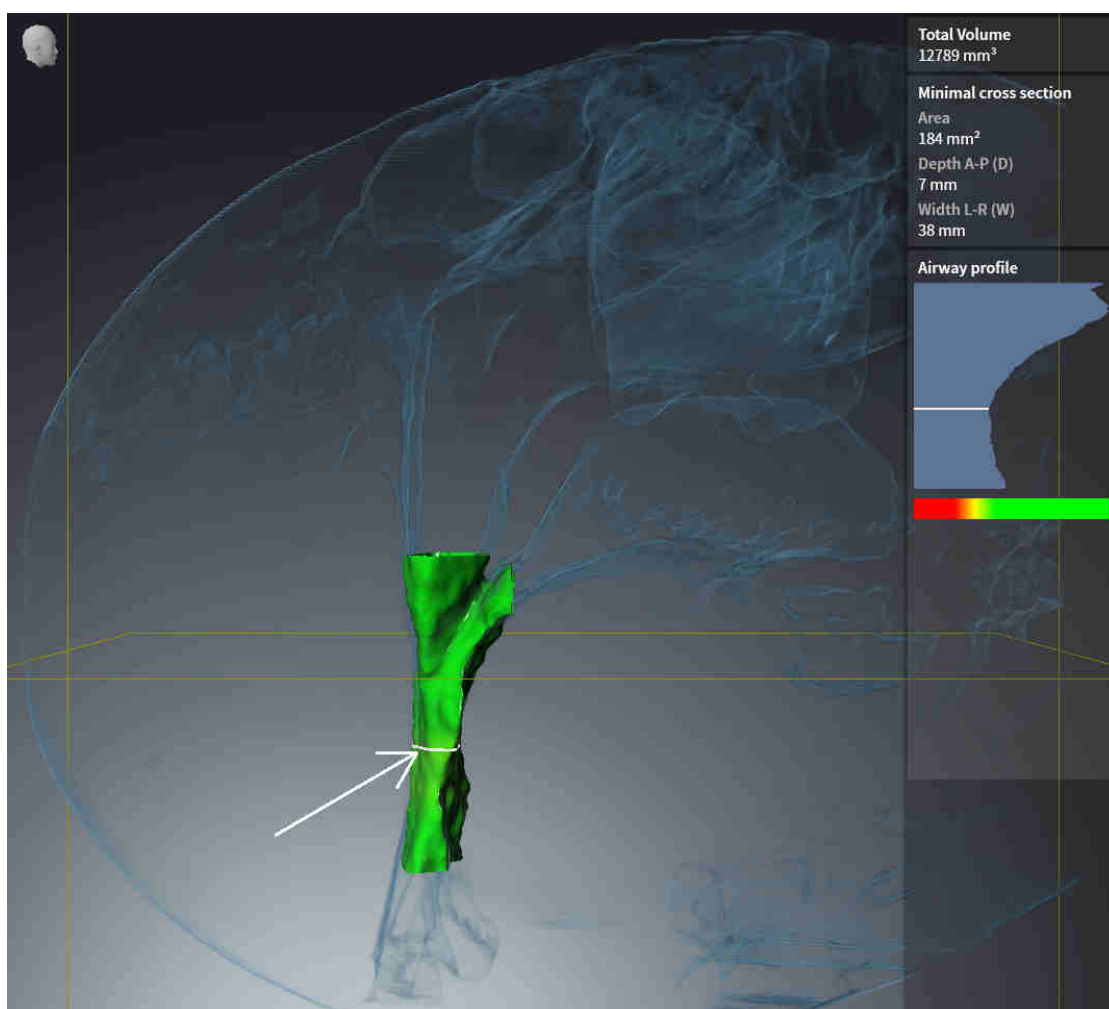 Total Volume
12789 mm³
Minimal cross section
Area
184 mm²
Depth A-P (D)
7 mm
Width L-R (W)
38 mm
Airway profile